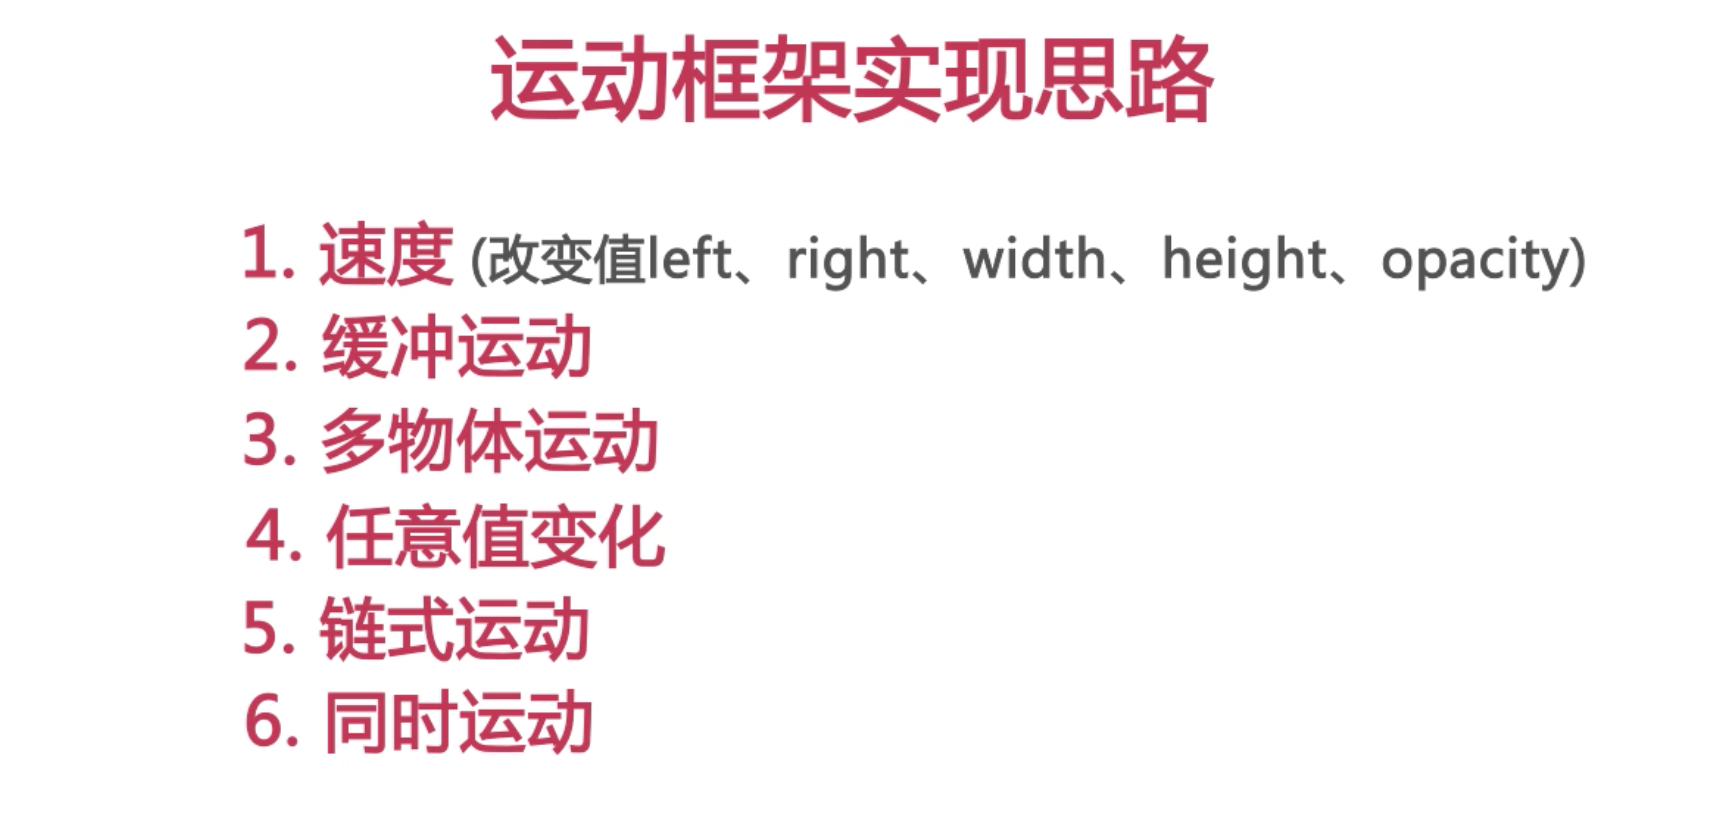 运动框架实现思路
1. 速度 (改变值left、right、width、height、opacity)
2. 缓冲运动
3. 多物体运动
4. 任意值变化
5. 链式运动
6. 同时运动